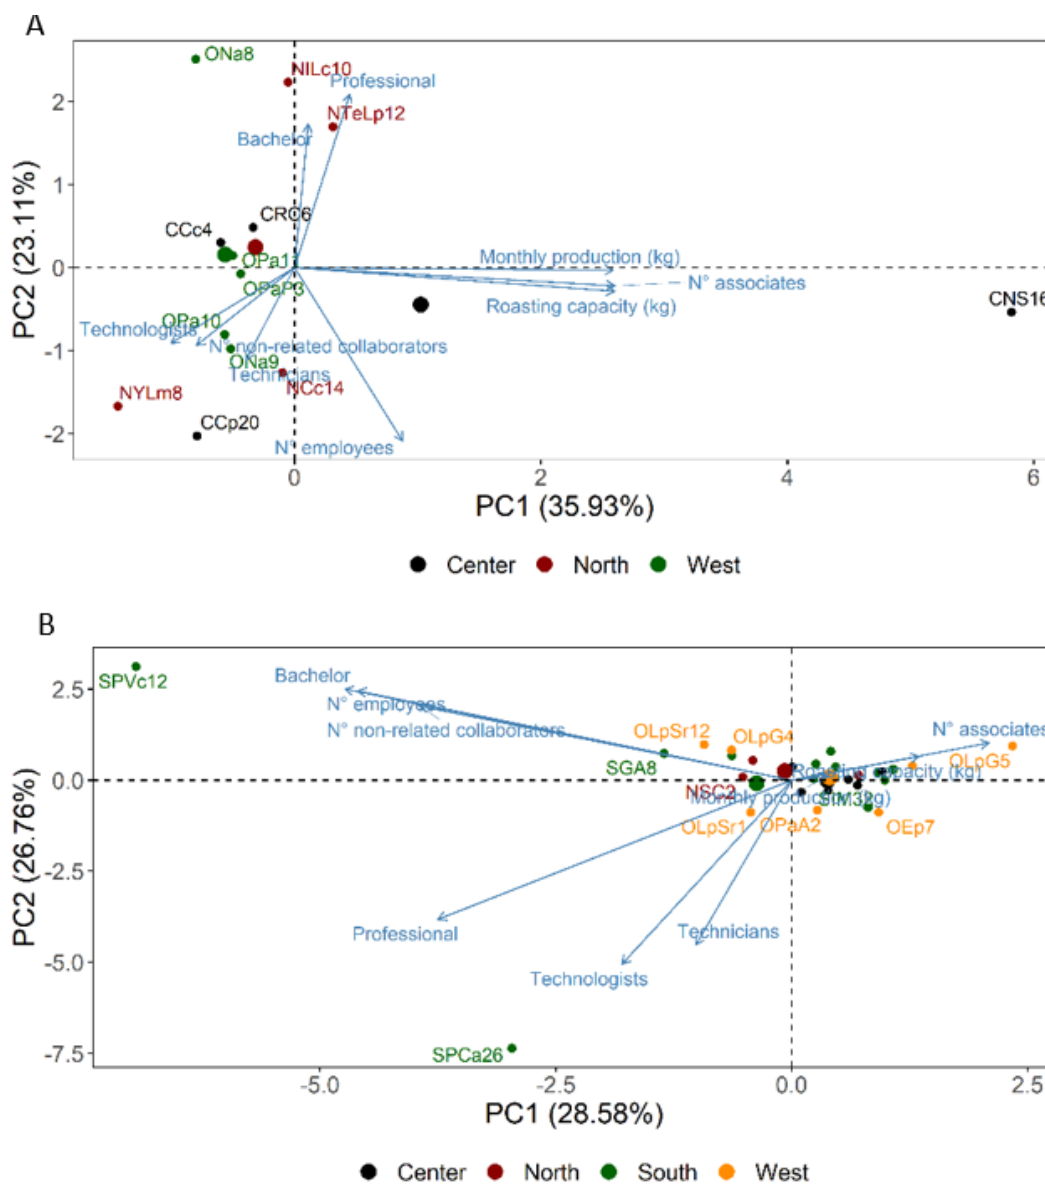 A
ONa8
NILc10
Professional
NTeLp12
Bachelor
CRC6
CCc4
OPa1
Monthly production (kg)
N° associates
OPaP3
Roasting capacity (kg)
CNS16
OPa10
Technologists
N° non-related collaborators
ONa9
Technicians
NCc14
NYLm8
CCp20
N° employees
2
1
0
-1
-2
PC2 (23.11%)
0
2
4
6
PC1 (35.93%)
Center North West
B
SPVc12
Bachelor
N° employees
N° non-related collaborators
N° associates
OLpSr12
OLpG4
OLpG5
SGA8
Roasting capacity (kg)
NSC2
Monthly production (kg)
SIM32
OLpSr1
OPaA2
OEp7
Professional
Technicians
Technologists
SPCa26
2.5
0.0
-2.5
-5.0
-7.5
PC2 (26.76%)
-5.0
-2.5
0.0
2.5
PC1 (28.58%)
Center North South West